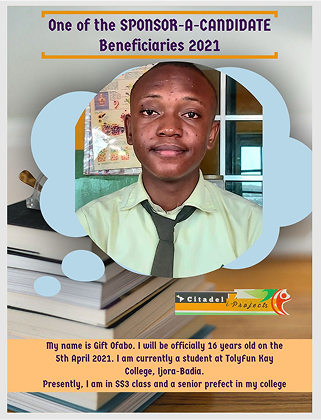 One of the SPONSOR-A-CANDIDATE
Beneficiaries 2021
Citadel
Projects
My name is Gift Ofabo. I will be officially 16 years old on the
5th April 2021. I am currently a student at Tolyfun Kay
College, Ijora-Badia.
Presently, I am in SS3 class and a senior prefect in my college